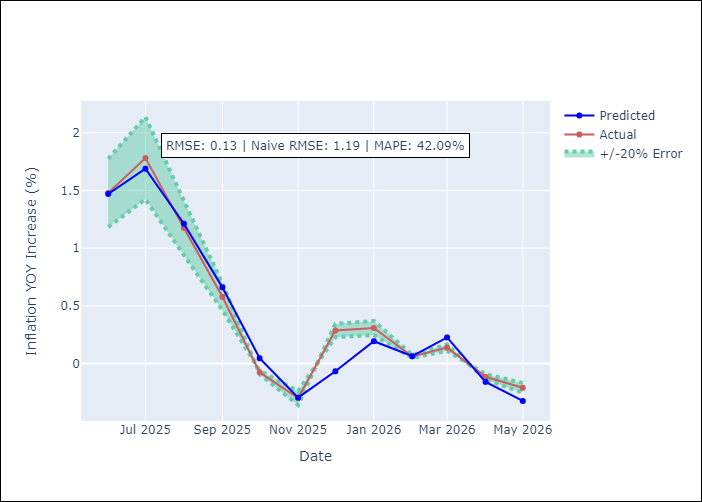 Predicted
Actual
+/-20% Error
RMSE: 0.13 | Naive RMSE: 1.19 | MAPE: 42.09%
Inflation YOY Increase (%)
2
1.5
1
0.5
0
Jul 2025
Sep 2025
Nov 2025
Jan 2026
Mar 2026
May 2026
Date